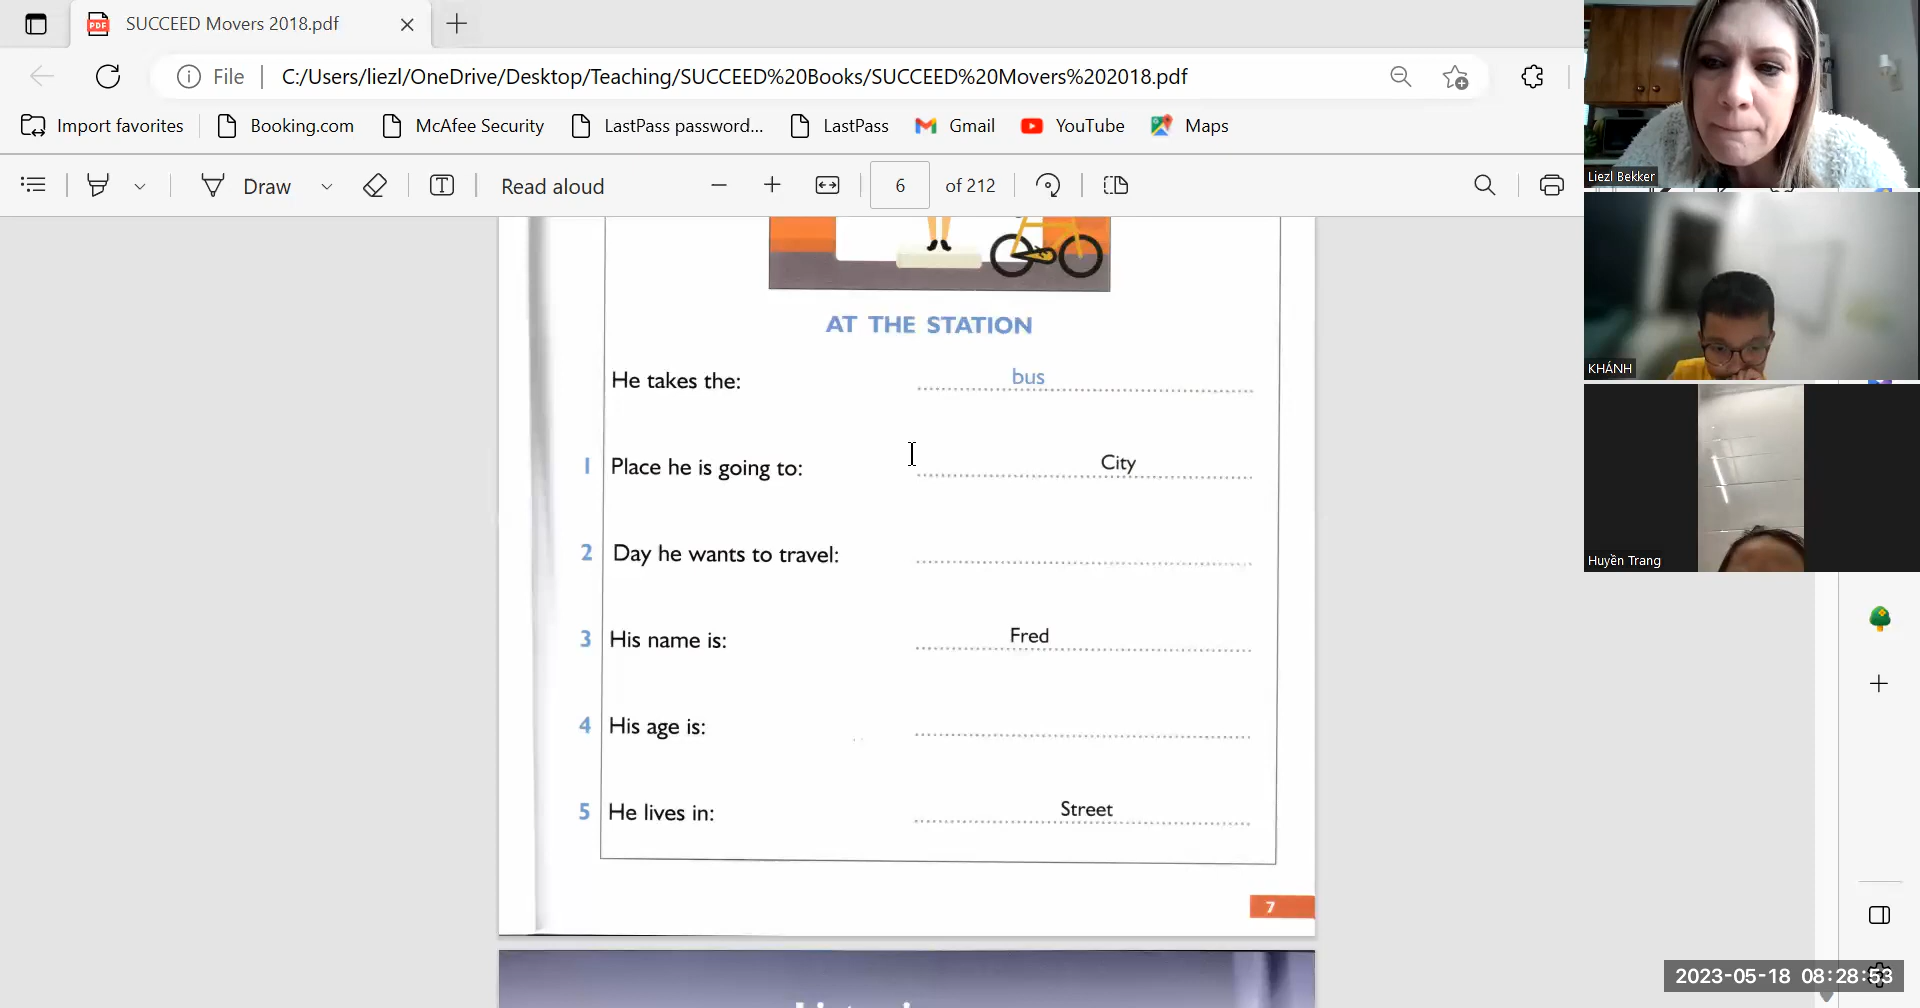 SUCCEED Movers 2018.pdf
File C:/Users/liezl/OneDrive/Desktop/Teaching/SUCCEED%20Books/SUCCEED%20Movers%202018.pdf
Import favorites Booking.com McAfee Security LastPass password... LastPass Gmail YouTube Maps
Draw Read aloud 6 of 212
AT THE STATION
He takes the: bus
1 Place he is going to: City
2 Day he wants to travel:
3 His name is: Fred
4 His age is:
5 He lives in: Street
7
Liezl Bekker
KHÁNH
Huyền Trang
2023-05-18 08:28:53